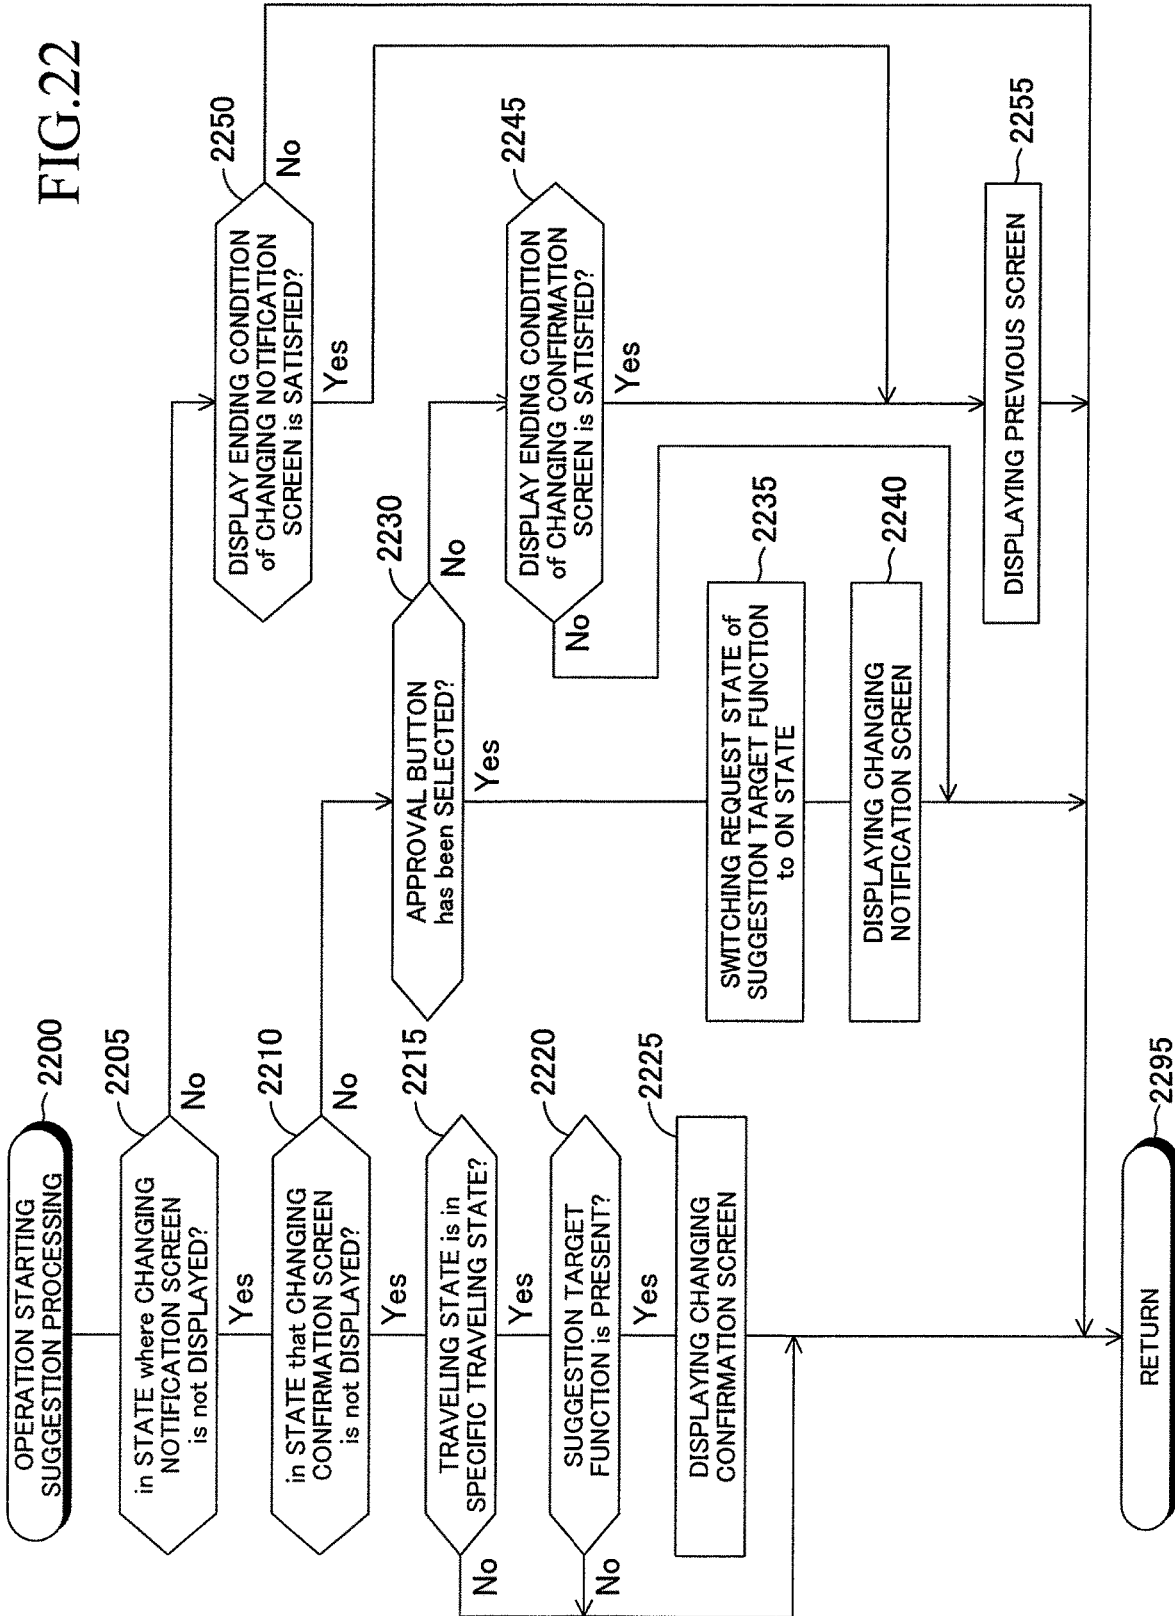 FIG.22
OPERATION STARTING
SUGGESTION PROCESSING
2200
in STATE where CHANGING
NOTIFICATION SCREEN
is not DISPLAYED?
2205
No
Yes
in STATE that CHANGING
CONFIRMATION SCREEN
is not DISPLAYED?
2210
No
Yes
TRAVELING STATE is in
SPECIFIC TRAVELING STATE?
2215
No
Yes
SUGGESTION TARGET
FUNCTION is PRESENT?
2220
No
Yes
DISPLAYING CHANGING
CONFIRMATION SCREEN
2225
APPROVAL BUTTON
has been SELECTED?
2230
No
Yes
SWITCHING REQUEST STATE of
SUGGESTION TARGET FUNCTION
to ON STATE
2235
DISPLAYING CHANGING
NOTIFICATION SCREEN
2240
DISPLAY ENDING CONDITION
of CHANGING NOTIFICATION
SCREEN is SATISFIED?
2250
No
Yes
DISPLAY ENDING CONDITION
of CHANGING CONFIRMATION
SCREEN is SATISFIED?
2245
No
Yes
DISPLAYING PREVIOUS SCREEN
2255
RETURN
2295